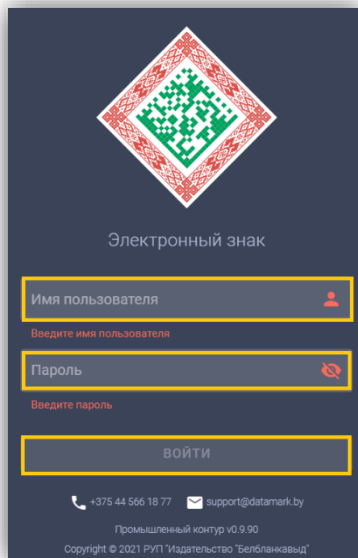 Электронный знак
Имя пользователя
Введите имя пользователя
Пароль
Введите пароль
ВОЙТИ
+375 44 566 18 77 support@datamark.by
Промышленный контур v0.9.90
Copyright © 2021 РУП "Издательство "Белбланкавыд"